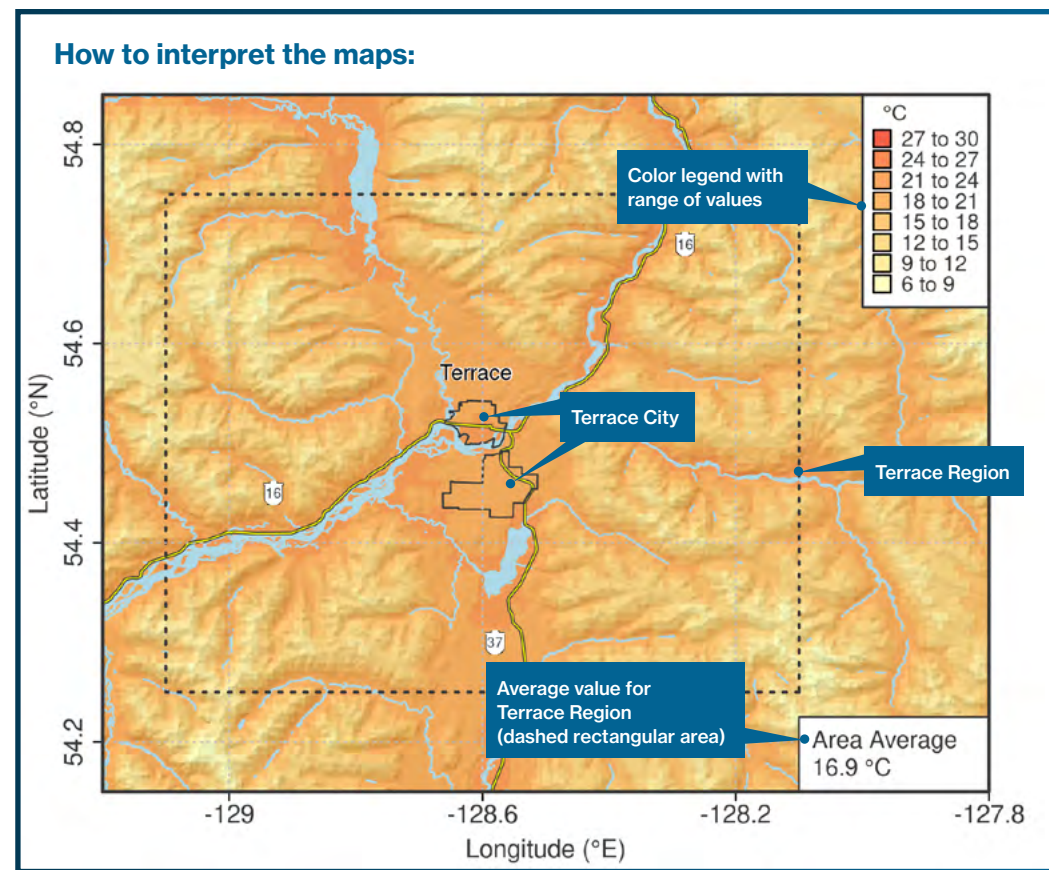 How to interpret the maps:
°C
27 to 30
24 to 27
21 to 24
18 to 21
15 to 18
12 to 15
9 to 12
6 to 9
Color legend with
range of values
16
Terrace
Terrace City
Terrace Region
16
37
Average value for
Terrace Region
(dashed rectangular area)
Area Average
16.9 °C
54.8
54.6
54.4
54.2
Latitude (°N)
-129
-128.6
-128.2
-127.8
Longitude (°E)